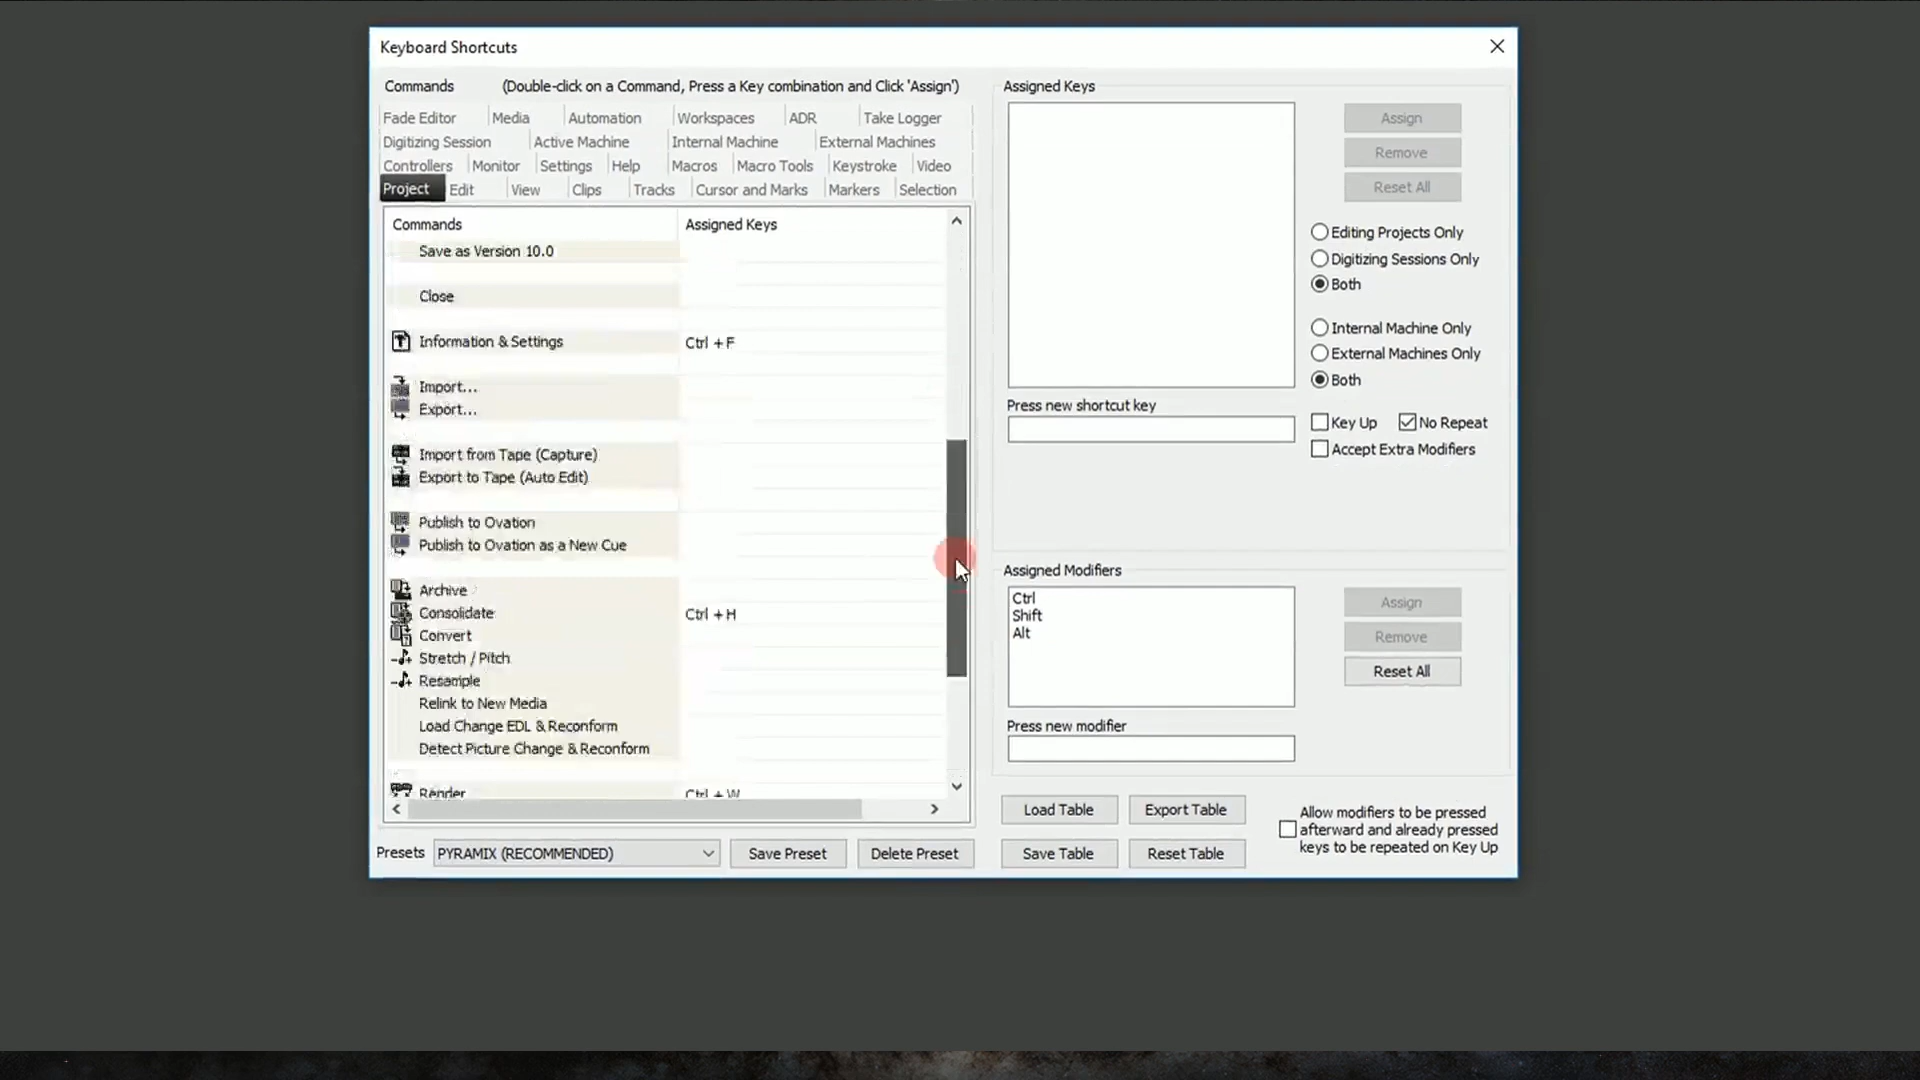 Keyboard Shortcuts
Commands (Double-click on a Command, Press a Key combination and Click 'Assign')
Fade Editor Media Automation Workspaces ADR Take Logger
Digitizing Session Active Machine Internal Machine External Machines
Controllers Monitor Settings Help Macros Macro Tools Keystroke Video
Project Edit View Clips Tracks Cursor and Marks Markers Selection
Commands Assigned Keys
Save as Version 10.0
Close
Information & Settings Ctrl + F
Import...
Export...
Import from Tape (Capture)
Export to Tape (Auto Edit)
Publish to Ovation
Publish to Ovation as a New Cue
Archive
Consolidate Ctrl + H
Convert
Stretch / Pitch
Resample
Relink to New Media
Load Change EDL & Reconform
Detect Picture Change & Reconform
Render Ctrl + W
Presets PYRAMIX (RECOMMENDED) Save Preset Delete Preset
Assigned Keys
Assign
Remove
Reset All
Editing Projects Only
Digitizing Sessions Only
Both
Internal Machine Only
External Machines Only
Both
Press new shortcut key
Key Up No Repeat
Accept Extra Modifiers
Assigned Modifiers
Ctrl
Shift
Alt
Assign
Remove
Reset All
Press new modifier
Load Table Export Table
Save Table Reset Table
Allow modifiers to be pressed
afterward and already pressed
keys to be repeated on Key Up